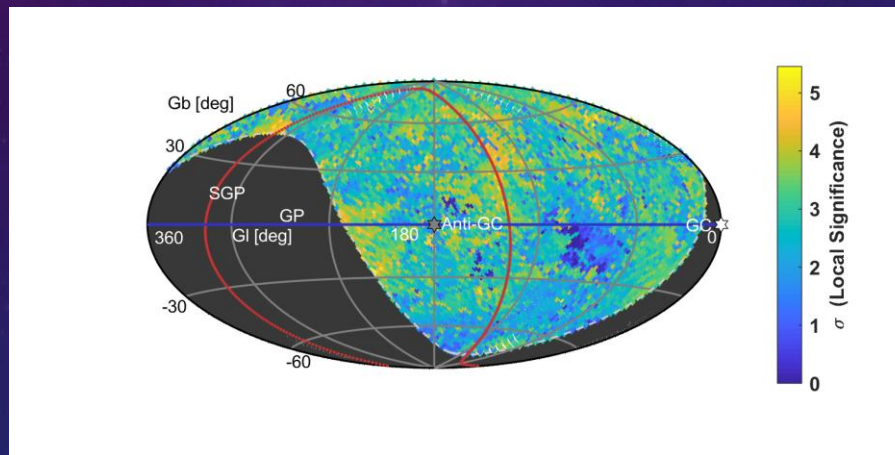 Gb [deg]
60
30
SGP
GP
360
Gl [deg]
180
Anti-GC
GC
0
-30
-60
5
4
3
2
1
0
σ (Local Significance)